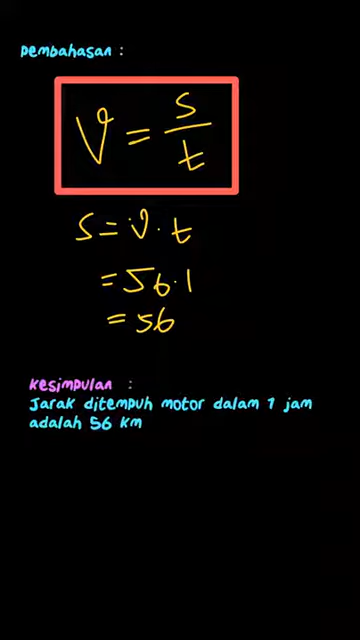 Pembahasan :
V = s/t
s = v . t
= 56 . 1
= 56
Kesimpulan :
Jarak ditempuh motor dalam 1 jam
adalah 56 km